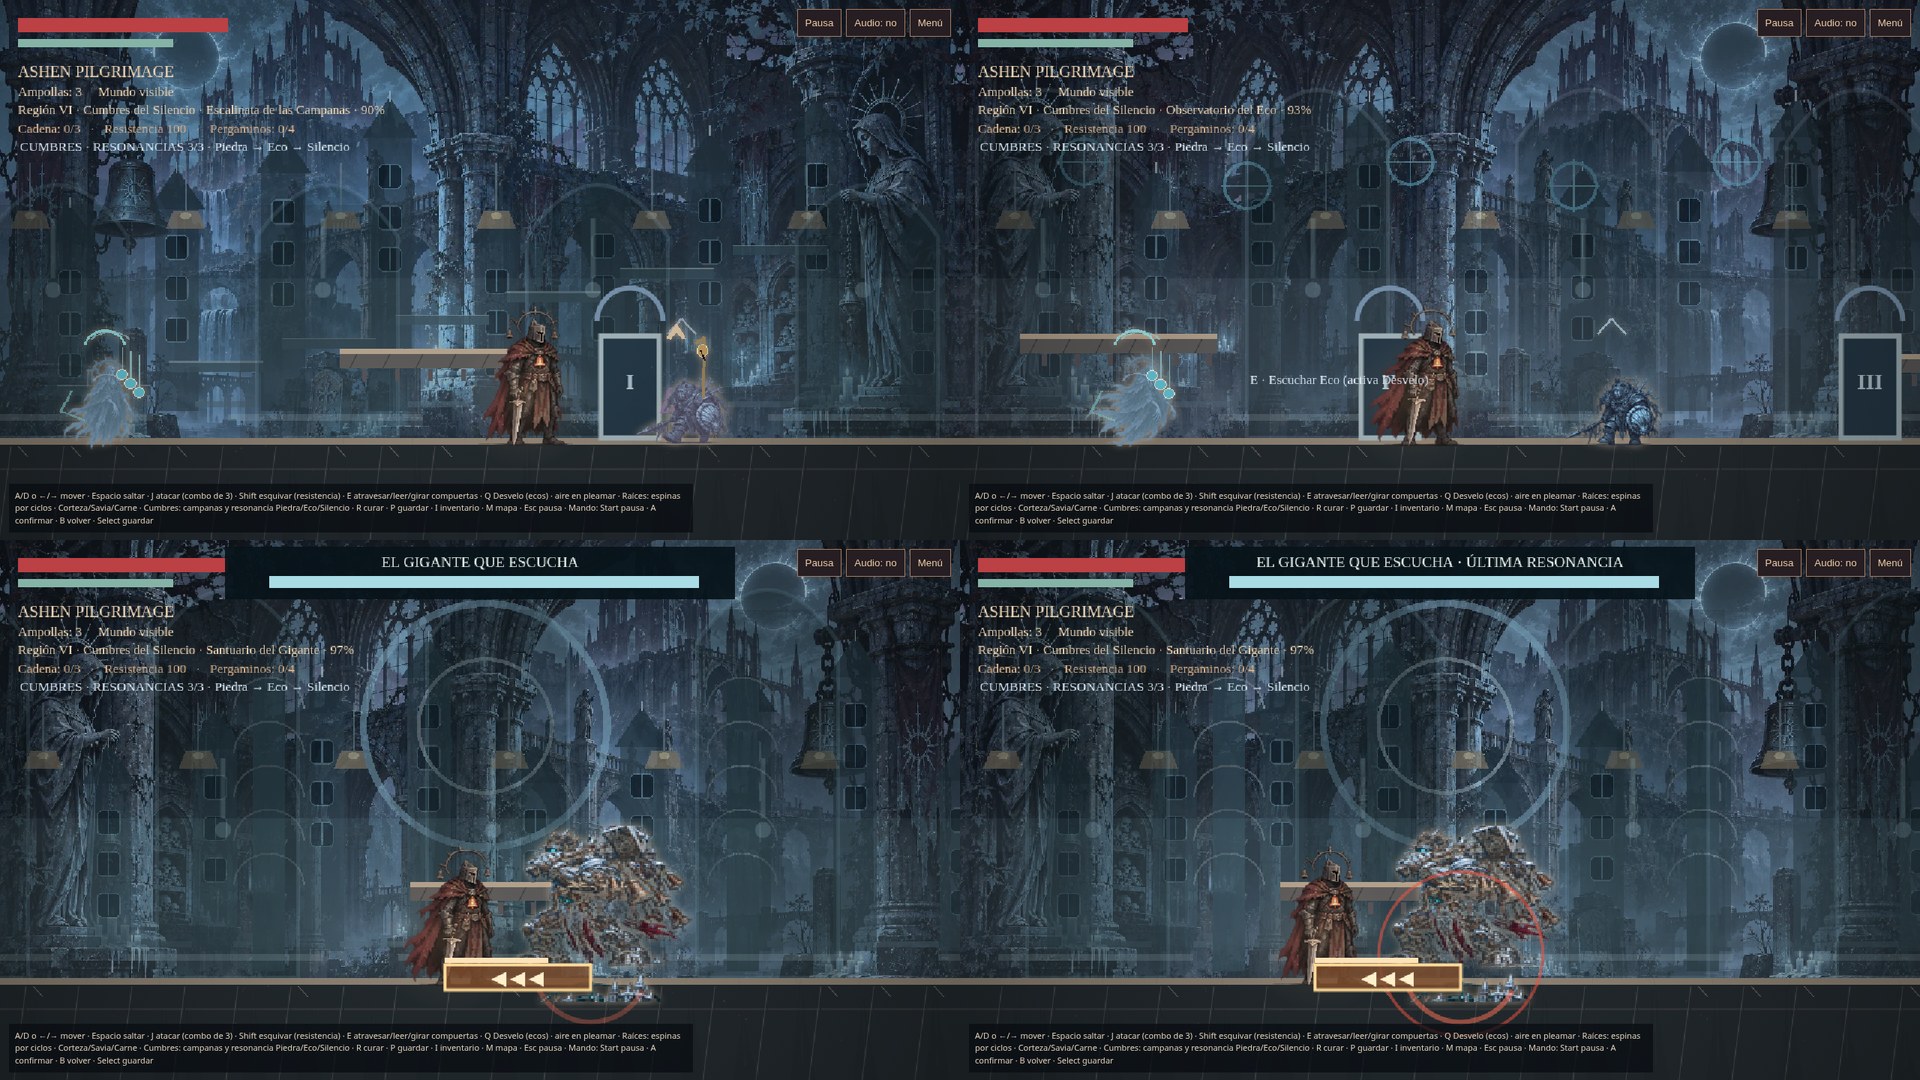 Pausa
Audio: no
Menú
ASHEN PILGRIMAGE
Ampollas: 3 Mundo visible
Región VI · Cumbres del Silencio · Escalinata de las Campanas · 90%
Cadena: 0/3 · Resistencia 100 · Pergaminos: 0/4
CUMBRES · RESONANCIAS 3/3 · Piedra → Eco → Silencio
I
A/D o ←/→ mover · Espacio saltar · J atacar (combo de 3) · Shift esquivar (resistencia) · E atravesar/leer/girar compuertas · Q Desvelo (ecos) · aire en pleamar · Raíces: espinas
por ciclos · Corteza/Savia/Carne · Cumbres: campanas y resonancia Piedra/Eco/Silencio · R curar · P guardar · I inventario · M mapa · Esc pausa · Mando: Start pausa · A
confirmar · B volver · Select guardar
Pausa
Audio: no
Menú
ASHEN PILGRIMAGE
Ampollas: 3 Mundo visible
Región VI · Cumbres del Silencio · Observatorio del Eco · 93%
Cadena: 0/3 · Resistencia 100 · Pergaminos: 0/4
CUMBRES · RESONANCIAS 3/3 · Piedra → Eco → Silencio
E · Escuchar Eco (activa Desvelo)
III
A/D o ←/→ mover · Espacio saltar · J atacar (combo de 3) · Shift esquivar (resistencia) · E atravesar/leer/girar compuertas · Q Desvelo (ecos) · aire en pleamar · Raíces: espinas
por ciclos · Corteza/Savia/Carne · Cumbres: campanas y resonancia Piedra/Eco/Silencio · R curar · P guardar · I inventario · M mapa · Esc pausa · Mando: Start pausa · A
confirmar · B volver · Select guardar
EL GIGANTE QUE ESCUCHA
Pausa
Audio: no
Menú
ASHEN PILGRIMAGE
Ampollas: 3 Mundo visible
Región VI · Cumbres del Silencio · Santuario del Gigante · 97%
Cadena: 0/3 · Resistencia 100 · Pergaminos: 0/4
CUMBRES · RESONANCIAS 3/3 · Piedra → Eco → Silencio
A/D o ←/→ mover · Espacio saltar · J atacar (combo de 3) · Shift esquivar (resistencia) · E atravesar/leer/girar compuertas · Q Desvelo (ecos) · aire en pleamar · Raíces: espinas
por ciclos · Corteza/Savia/Carne · Cumbres: campanas y resonancia Piedra/Eco/Silencio · R curar · P guardar · I inventario · M mapa · Esc pausa · Mando: Start pausa · A
confirmar · B volver · Select guardar
EL GIGANTE QUE ESCUCHA · ÚLTIMA RESONANCIA
Pausa
Audio: no
Menú
ASHEN PILGRIMAGE
Ampollas: 3 Mundo visible
Región VI · Cumbres del Silencio · Santuario del Gigante · 97%
Cadena: 0/3 · Resistencia 100 · Pergaminos: 0/4
CUMBRES · RESONANCIAS 3/3 · Piedra → Eco → Silencio
A/D o ←/→ mover · Espacio saltar · J atacar (combo de 3) · Shift esquivar (resistencia) · E atravesar/leer/girar compuertas · Q Desvelo (ecos) · aire en pleamar · Raíces: espinas
por ciclos · Corteza/Savia/Carne · Cumbres: campanas y resonancia Piedra/Eco/Silencio · R curar · P guardar · I inventario · M mapa · Esc pausa · Mando: Start pausa · A
confirmar · B volver · Select guardar